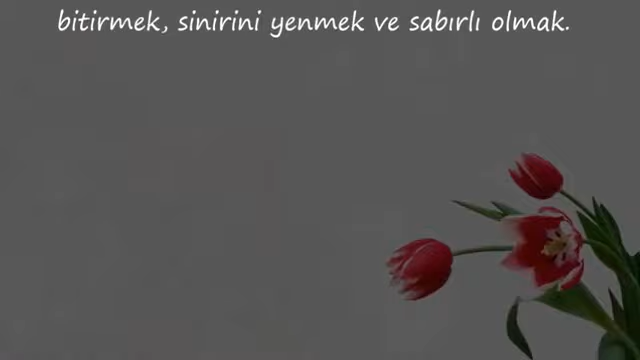 bitirmek, sinirini yenmek ve sabırlı olmak.